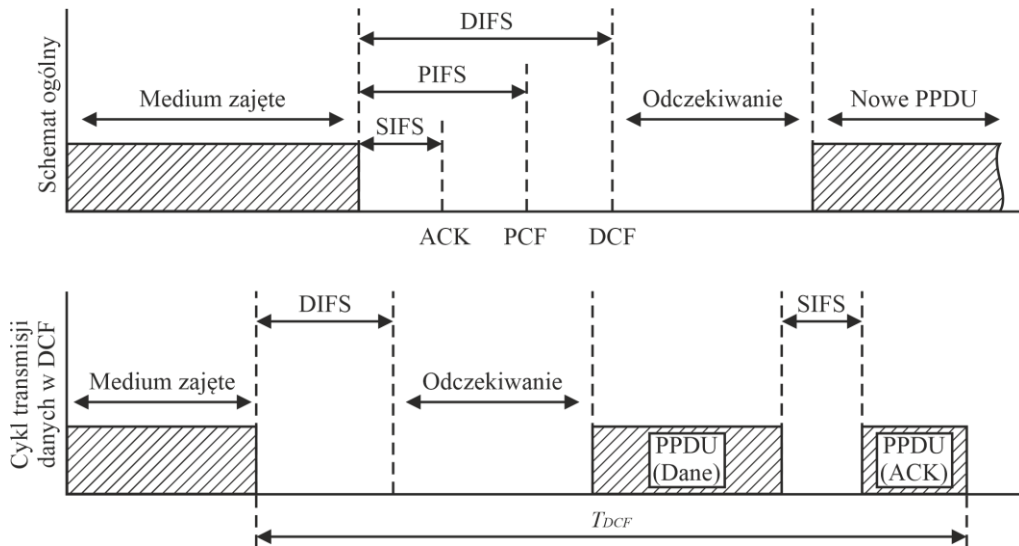 Schemat ogólny
DIFS
PIFS
Medium zajęte
Odczekiwanie
Nowe PPDU
SIFS
ACK
PCF
DCF
Cykl transmisji
danych w DCF
DIFS
SIFS
Medium zajęte
Odczekiwanie
PPDU
(Dane)
PPDU
(ACK)
TDCF